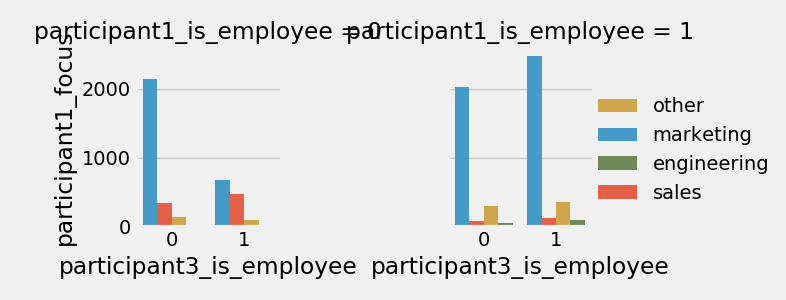 participant1_is_employee = 0
participant1_is_employee = 1
participant1_focus
2000
1000
0
0
1
0
1
participant3_is_employee
participant3_is_employee
other
marketing
engineering
sales